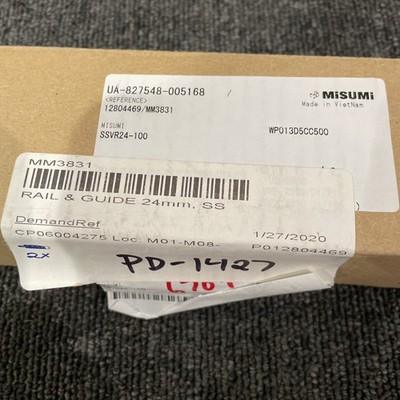 UA-827548-005168 /
<REFERENCE>
12804469/MM3831
MiSUMi
Made in VietNam
MISUMI
SSVR24-100
WP013D5CC500
MM3831
RAIL & GUIDE 24mm, SS
DemandRef
1/27/2020
CP06004275 Loc: M01-M08-
PO12804469
2x
PD-1427